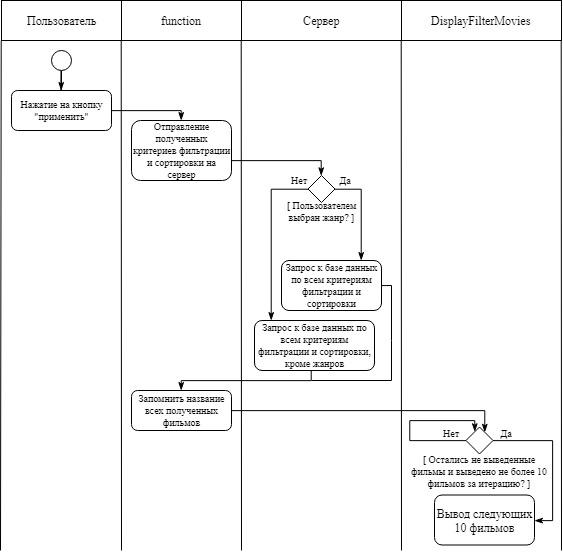 Пользователь
function
Сервер
DisplayFilterMovies
Нажатие на кнопку
"применить"
Отправление
полученных
критериев фильтрации
и сортировки на
сервер
Нет
Да
[ Пользователем
выбран жанр? ]
Запрос к базе данных
по всем критериям
фильтрации и
сортировки
Запрос к базе данных по
всем критериям
фильтрации и сортировки,
кроме жанров
Запомнить название
всех полученных
фильмов
Нет
Да
[ Остались не выведенные
фильмы и выведено не более 10
фильмов за итерацию? ]
Вывод следующих
10 фильмов